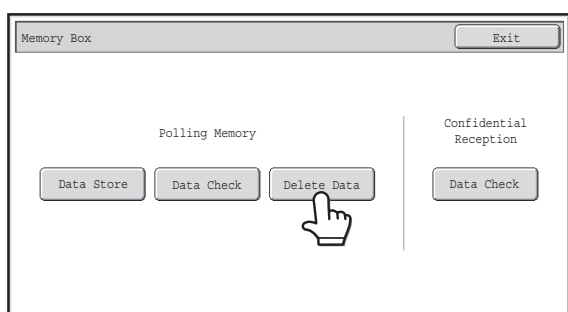 Memory Box
Exit
Polling Memory
Confidential
Reception
Data Store
Data Check
Delete Data
Data Check